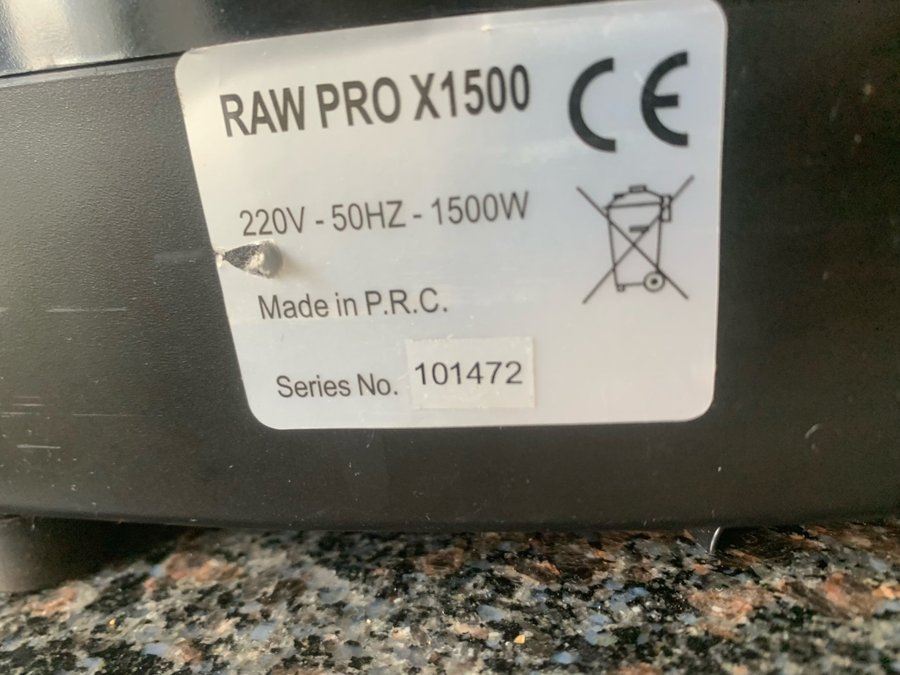 RAW PRO X1500
CE
220V - 50HZ - 1500W
Made in P.R.C.
Series No. 101472